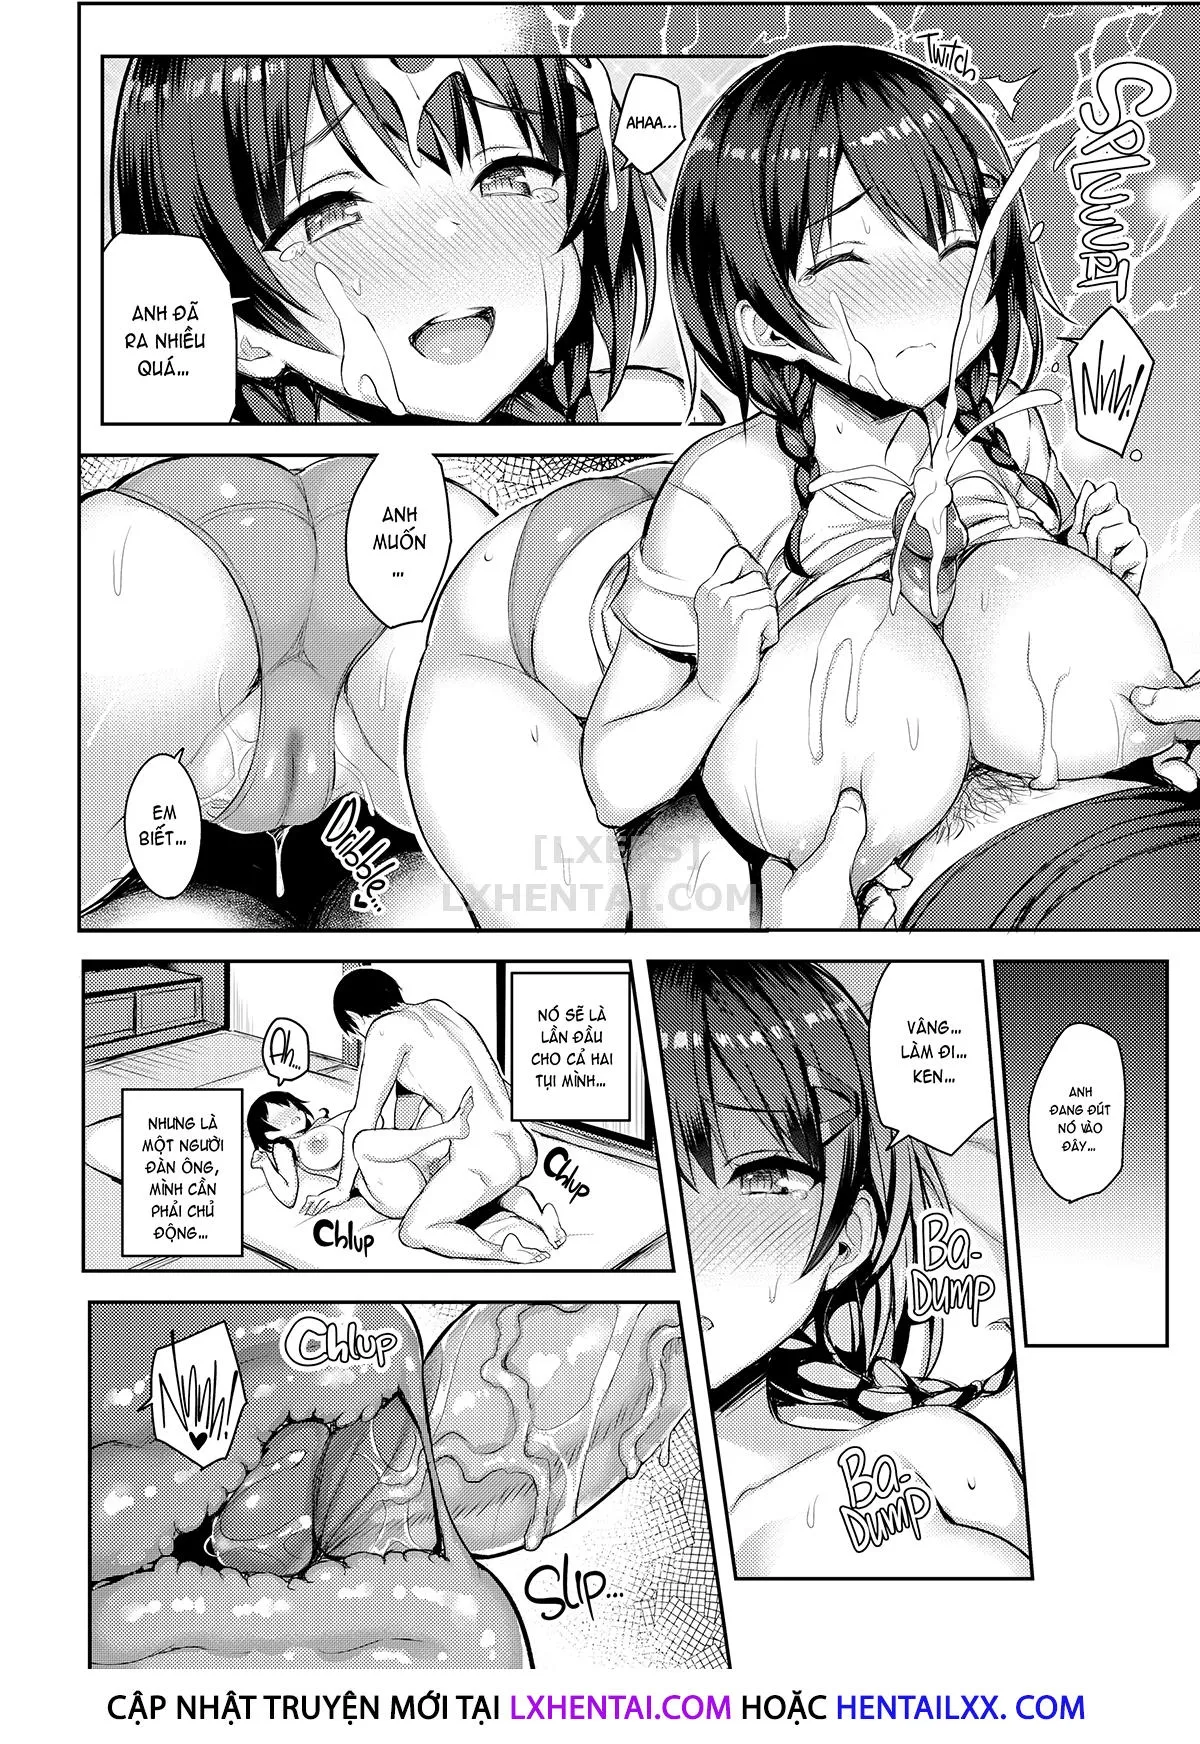 Twitch
SPLUUURT
Nnh!
AHAA...
ANH ĐÃ
RA NHIỀU
QUÁ...
ANH
MUỐN
...
EM
BIẾT...
Dribble...
[LXERS]
LXHENTAI.COM
ANH
ĐANG ĐÚT
NÓ VÀO
ĐÂY...
VÂNG...
LÀM ĐI...
KEN...
BA-
DUMP
BA-
DUMP
NÓ SẼ LÀ
LẦN ĐẦU
CHO CẢ HAI
TỤI MÌNH...
Ah...
NHƯNG LÀ
MỘT NGƯỜI
ĐÀN ÔNG,
MÌNH CẦN
PHẢI CHỦ
ĐỘNG...
Chlup
Chlup
Chlup
Nnnh!
Slip...
CẬP NHẬT TRUYỆN MỚI TẠI LXHENTAI.COM HOẶC HENTAILXX. COM